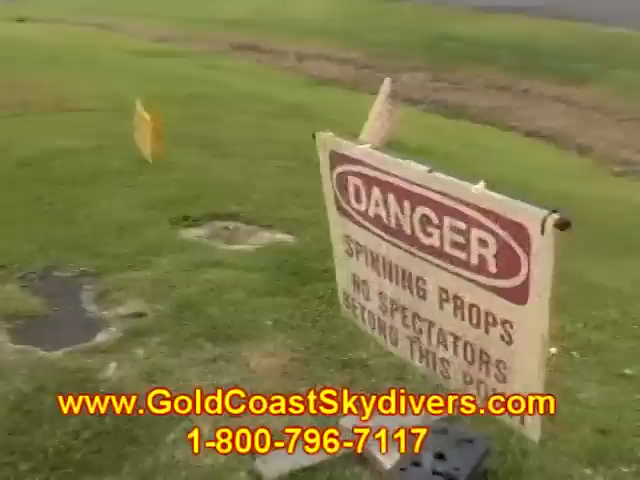 DANGER
SPINNING PROPS
NO SPECTATORS
BEYOND THIS
www.GoldCoastSkydivers.com
1-800-796-7117